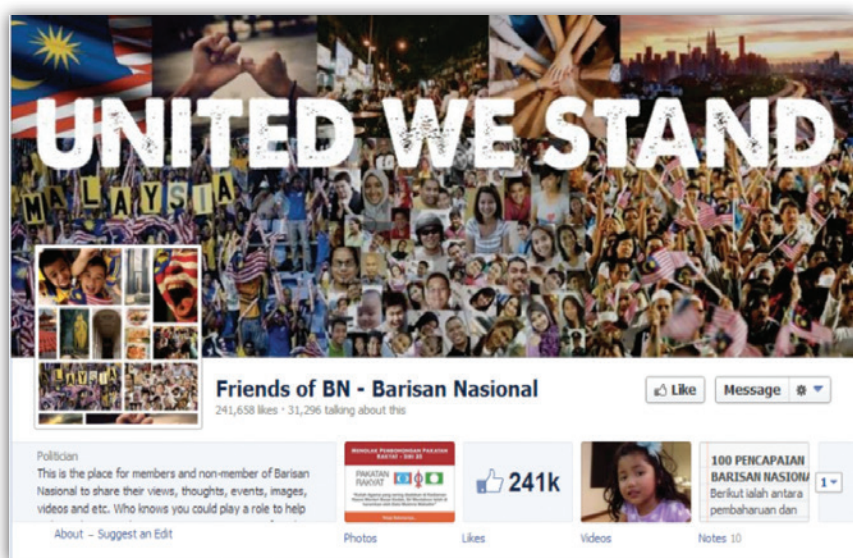 UNITED WE STAND
MALAYSIA
Friends of BN - Barisan Nasional
Like
Message
241,658 likes · 31,296 talking about this
Politician
This is the place for members and non-member of Barisan
Nasional to share their views, thoughts, events, images,
videos and etc. Who knows you could play a role to help
About - Suggest an Edit
PAKATAN
RAKYAT
Photos
241k
Likes
Videos
100 PENCAPAIAN
BARISAN NASIONA
Berikut ialah antara
pembaharuan dan
Notes 10
1